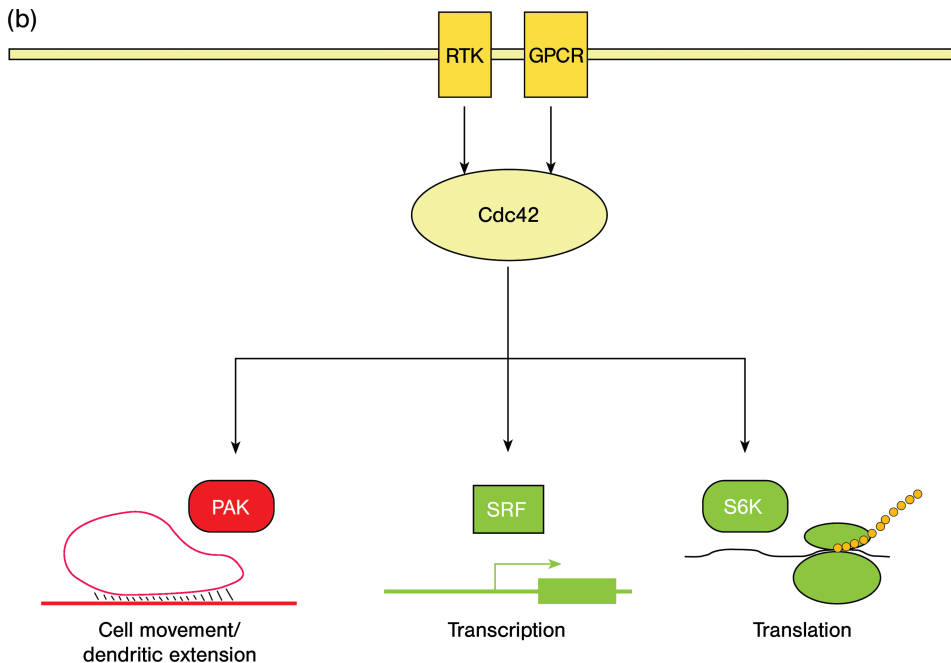 (b)
RTK
GPCR
Cdc42
PAK
SRF
S6K
Cell movement/
dendritic extension
Transcription
Translation